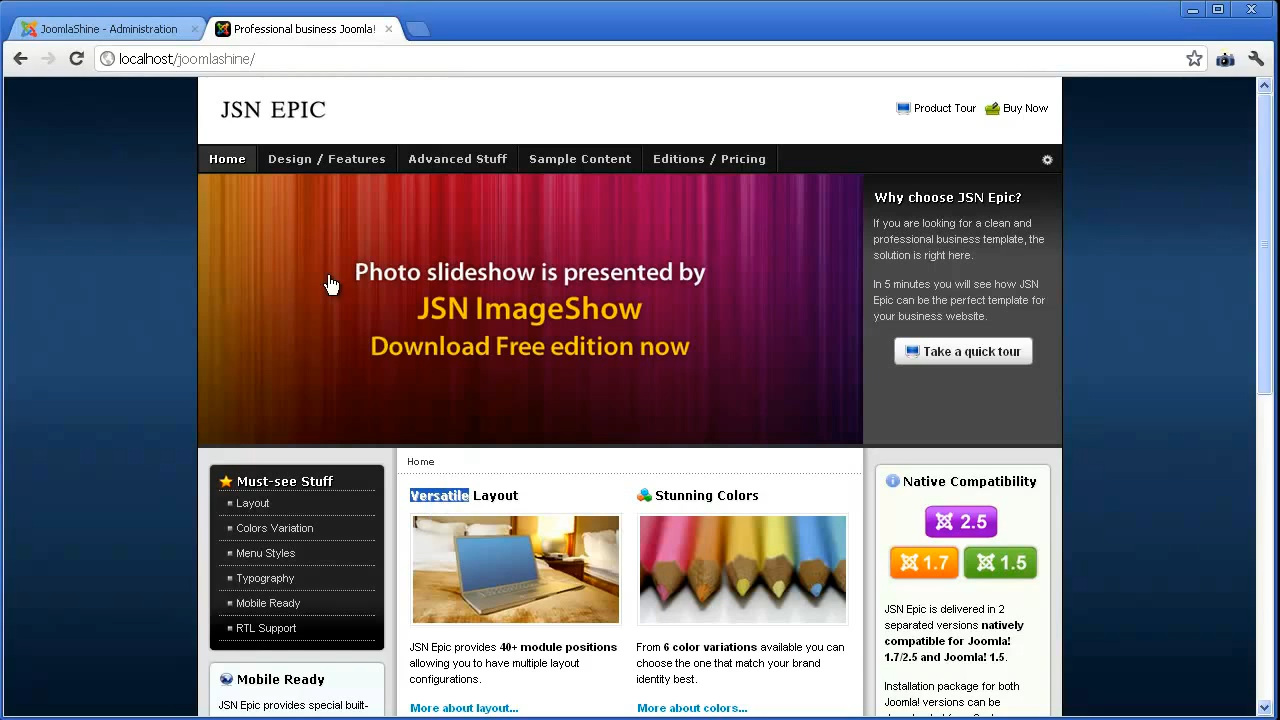 JoomlaShine - Administration
Professional business Joomla!
localhost/joomlashine/
JSN EPIC
Product Tour
Buy Now
Home
Design / Features
Advanced Stuff
Sample Content
Editions / Pricing
Photo slideshow is presented by
JSN ImageShow
Download Free edition now
Why choose JSN Epic?
If you are looking for a clean and
professional business template, the
solution is right here.
In 5 minutes you will see how JSN
Epic can be the perfect template for
your business website.
Take a quick tour
Must-see Stuff
Layout
Colors Variation
Menu Styles
Typography
Mobile Ready
RTL Support
Mobile Ready
JSN Epic provides special built-
Home
Versatile Layout
JSN Epic provides 40+ module positions
allowing you to have multiple layout
configurations.
More about layout...
Stunning Colors
From 6 color variations available you can
choose the one that match your brand
identity best.
More about colors...
Native Compatibility
2.5
1.7
1.5
JSN Epic is delivered in 2
separated versions natively
compatible for Joomla!
1.7/2.5 and Joomla! 1.5.
Installation package for both
Joomla! versions can be